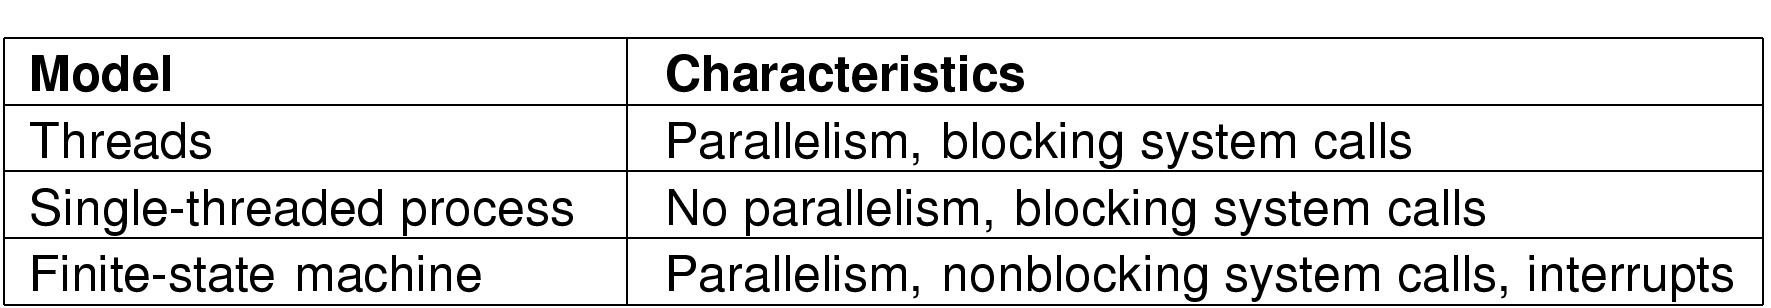 Model Characteristics
Threads Parallelism, blocking system calls
Single-threaded process No parallelism, blocking system calls
Finite-state machine Parallelism, nonblocking system calls, interrupts